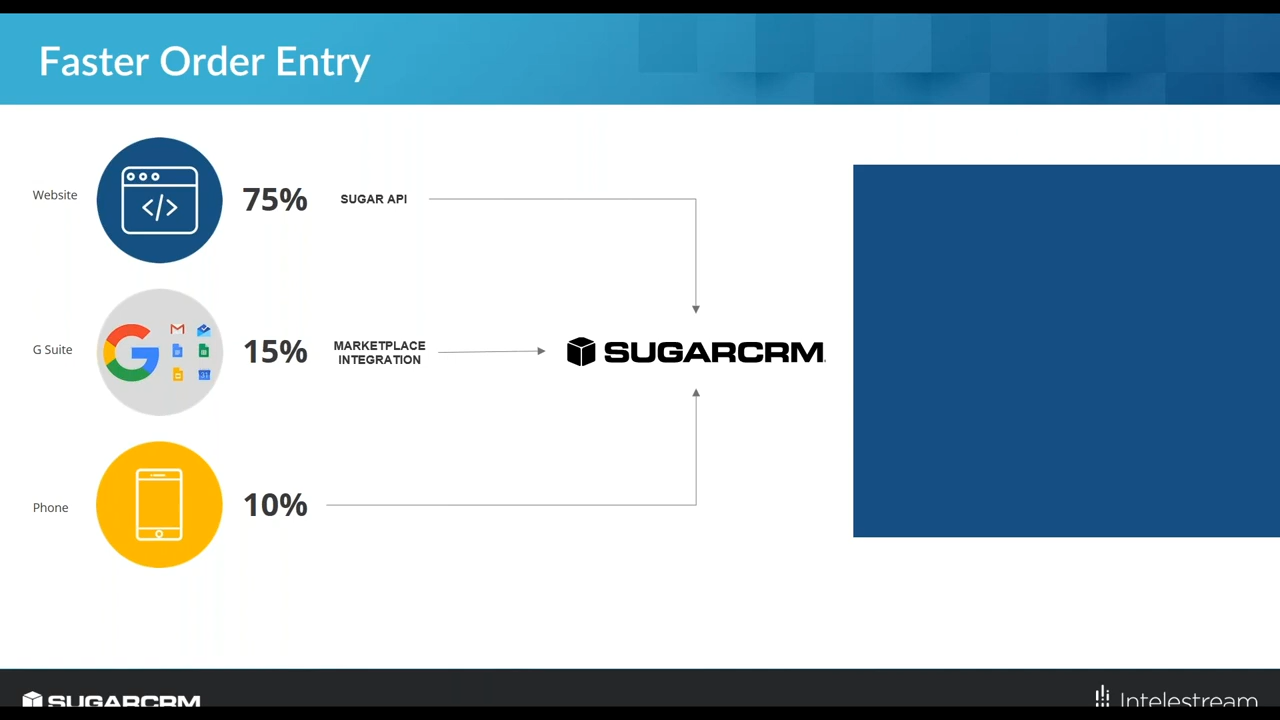 Faster Order Entry
Website
75%
SUGAR API
G Suite
15%
MARKETPLACE
INTEGRATION
SUGARCRM
Phone
10%
SUGARCRM
Intelestream